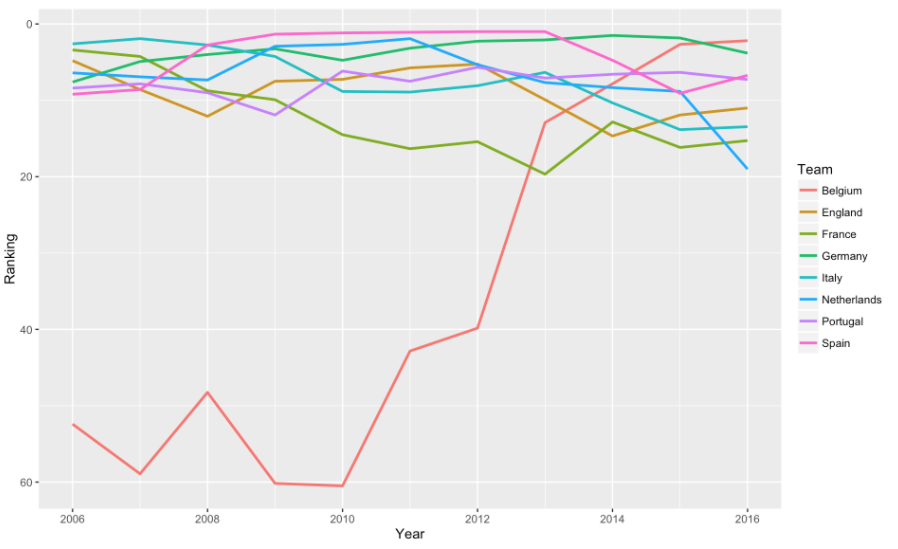 0
20
40
60
Ranking
2006 2008 2010 2012 2014 2016
Year
Team
Belgium
England
France
Germany
Italy
Netherlands
Portugal
Spain